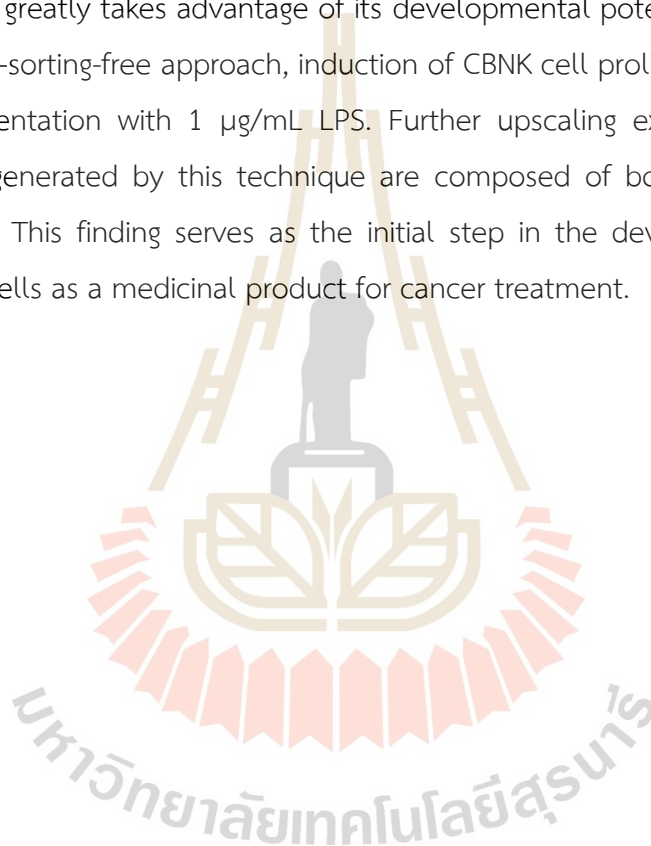 greatly takes advantage of its developmental pote
-sorting-free approach, induction of CBNK cell proli
entation with 1 µg/mL LPS. Further upscaling ex
generated by this technique are composed of bo
This finding serves as the initial step in the dev
ells as a medicinal product for cancer treatment.
มหาวิทยาลัยเทคโนโลยีสุรนารี